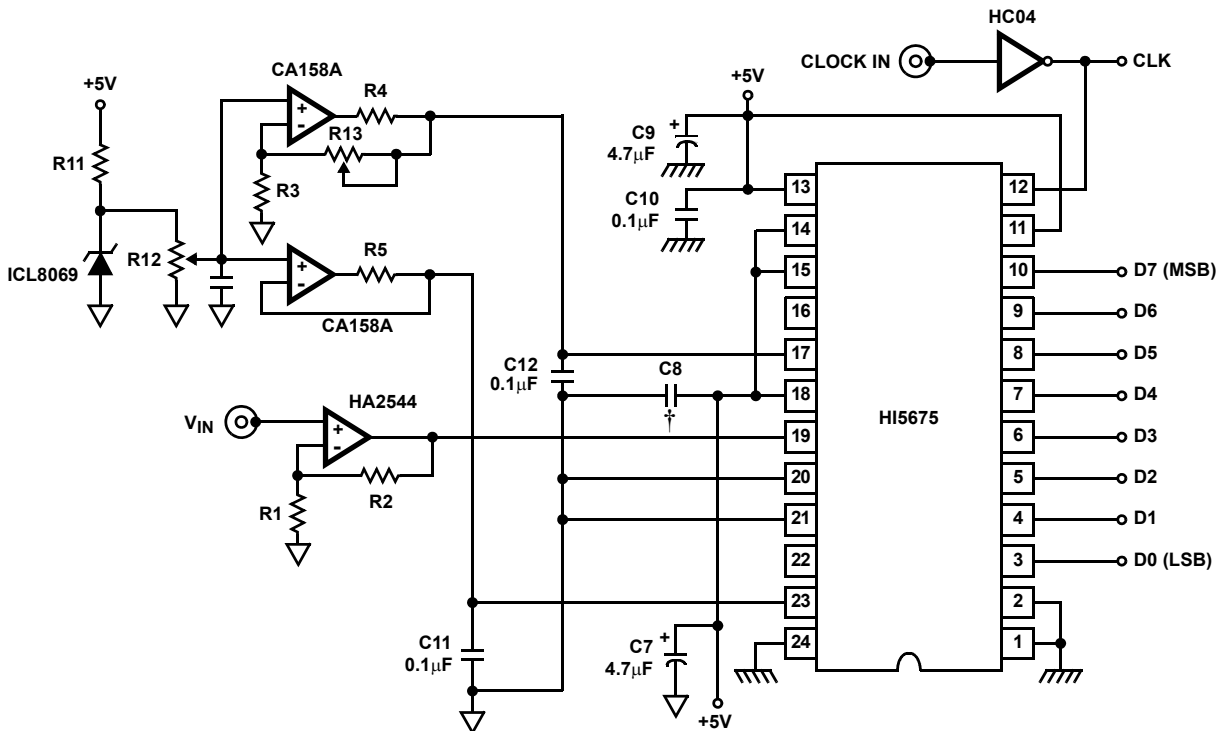 HC04
CLOCK IN
CLK
CA158A
+5V
R4
R13
R11
R3
+5V
C9
+
4.7μF
C10
0.1μF
ICL8069
R12
+
-
R5
+
-
CA158A
VIN
HA2544
+
-
R2
R1
C12
0.1μF
C8
†
C11
0.1μF
C7
+
4.7μF
+5V
HI5675
13
14
15
16
17
18
19
20
21
22
23
24
12
11
10 D7 (MSB)
9 D6
8 D5
7 D4
6 D3
5 D2
4 D1
3 D0 (LSB)
2
1